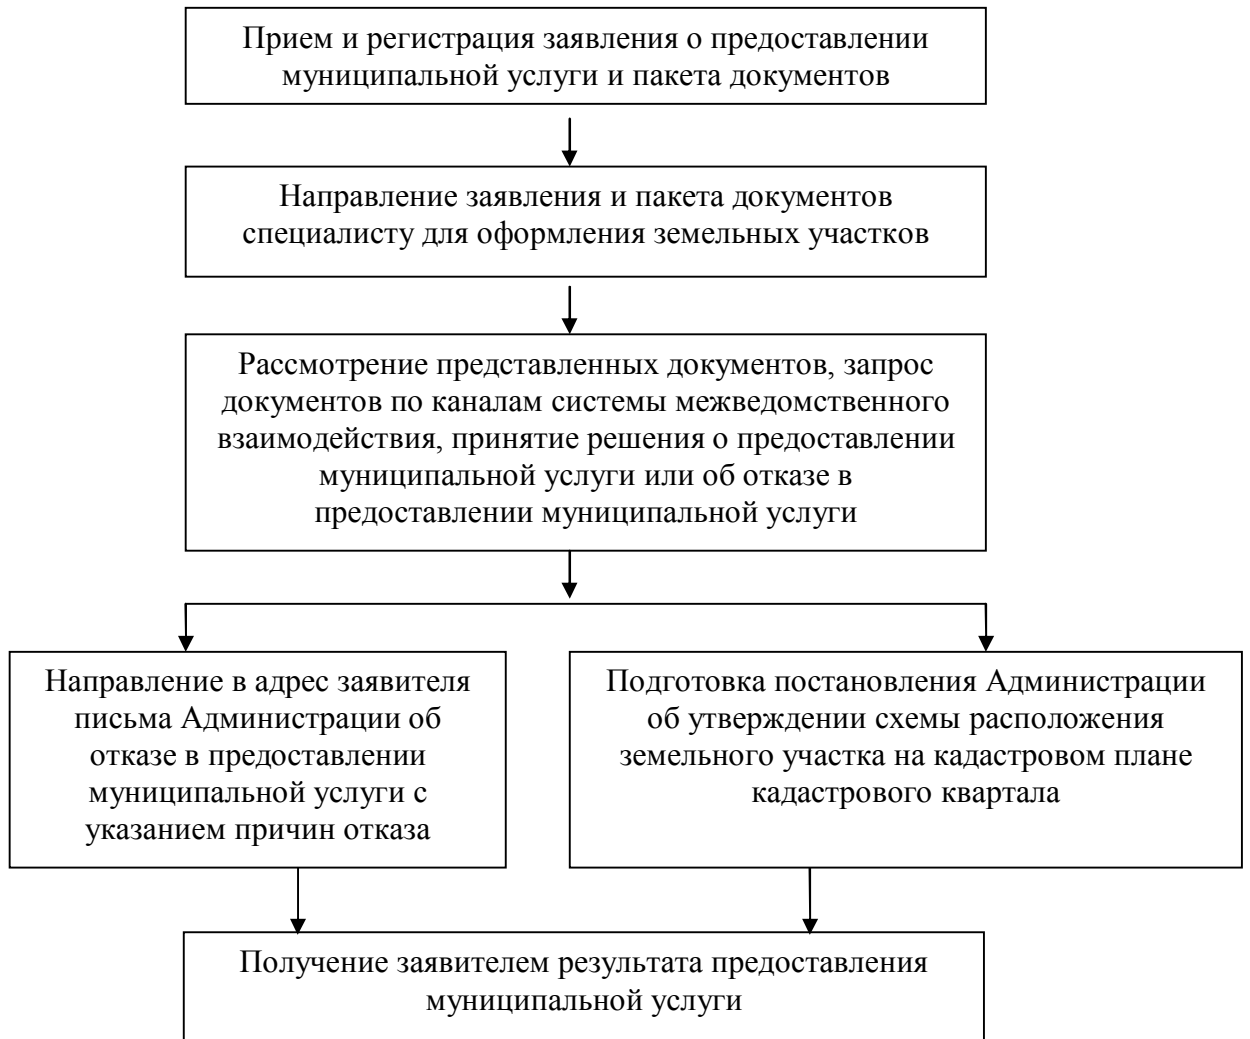 Прием и регистрация заявления о предоставлении
муниципальной услуги и пакета документов
Направление заявления и пакета документов
специалисту для оформления земельных участков
Рассмотрение представленных документов, запрос
документов по каналам системы межведомственного
взаимодействия, принятие решения о предоставлении
муниципальной услуги или об отказе в
предоставлении муниципальной услуги
Направление в адрес заявителя
письма Администрации об
отказе в предоставлении
муниципальной услуги с
указанием причин отказа
Подготовка постановления Администрации
об утверждении схемы расположения
земельного участка на кадастровом плане
кадастрового квартала
Получение заявителем результата предоставления
муниципальной услуги